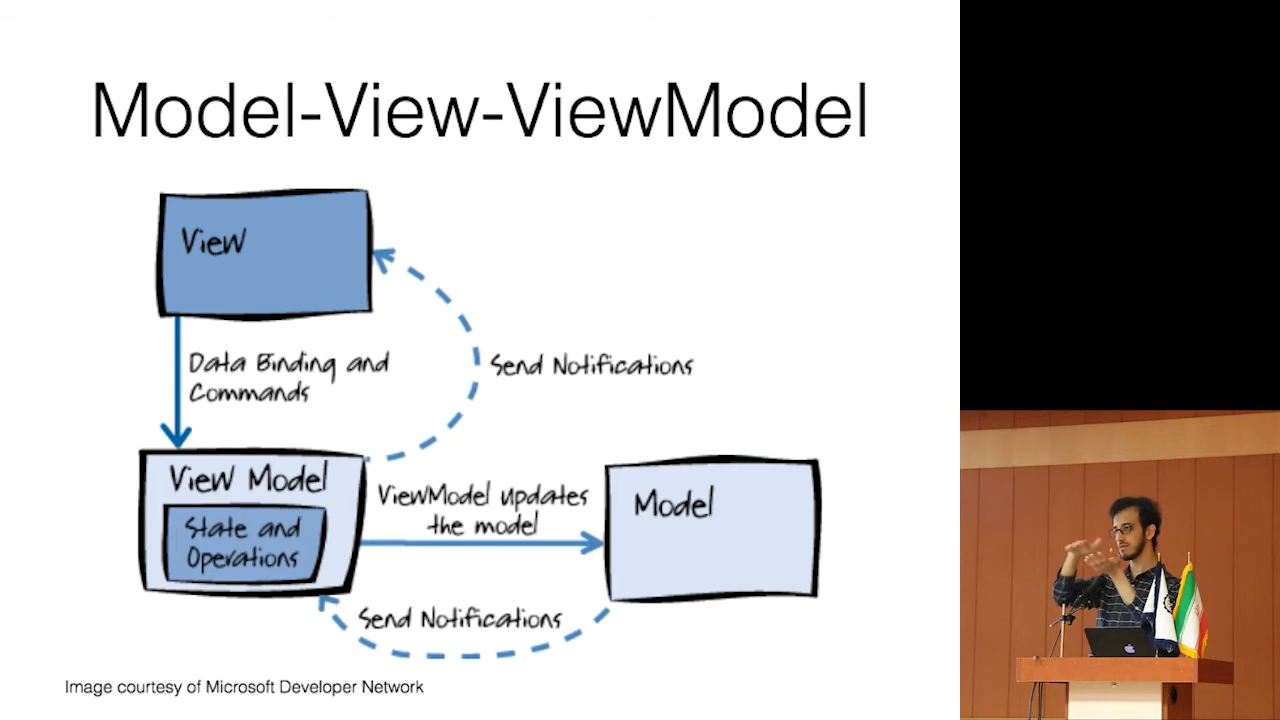 Model-View-ViewModel
View
Data Binding and
Commands
Send Notifications
View Model
State and
Operations
ViewModel updates
the model
Model
Send Notifications
Image courtesy of Microsoft Developer Network